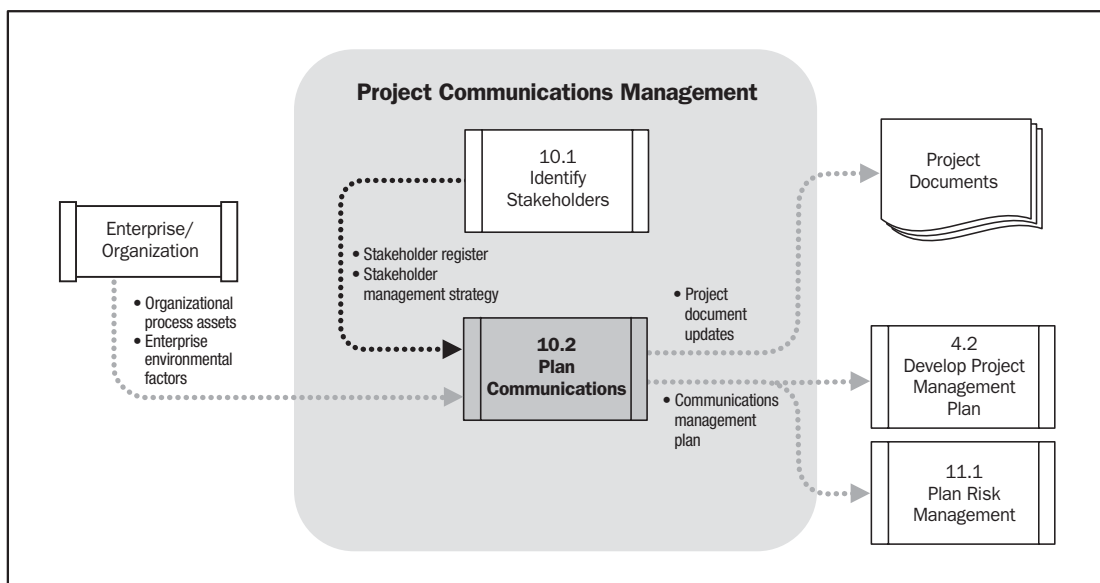 Project Communications Management
10.1
Identify
Stakeholders
Project
Documents
Enterprise/
Organization
• Stakeholder register
• Stakeholder
management strategy
• Organizational
process assets
• Enterprise
environmental
factors
• Project
document
updates
10.2
Plan
Communications
4.2
Develop Project
Management
Plan
• Communications
management
plan
11.1
Plan Risk
Management